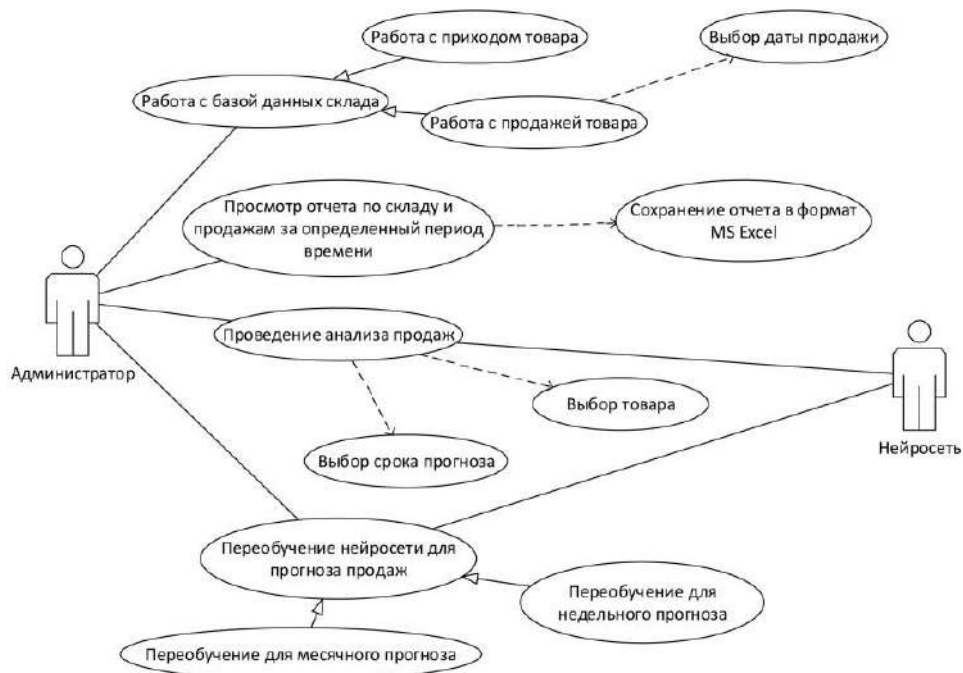 Работа с приходом товара
Выбор даты продажи
Работа с базой данных склада
Работа с продажей товара
Просмотр отчета по складу и
продажам за определенный период
времени
Сохранение отчета в формат
MS Excel
Проведение анализа продаж
Администратор
Выбор товара
Нейросеть
Выбор срока прогноза
Переобучение нейросети для
прогноза продаж
Переобучение для
недельного прогноза
Переобучение для месячного прогноза